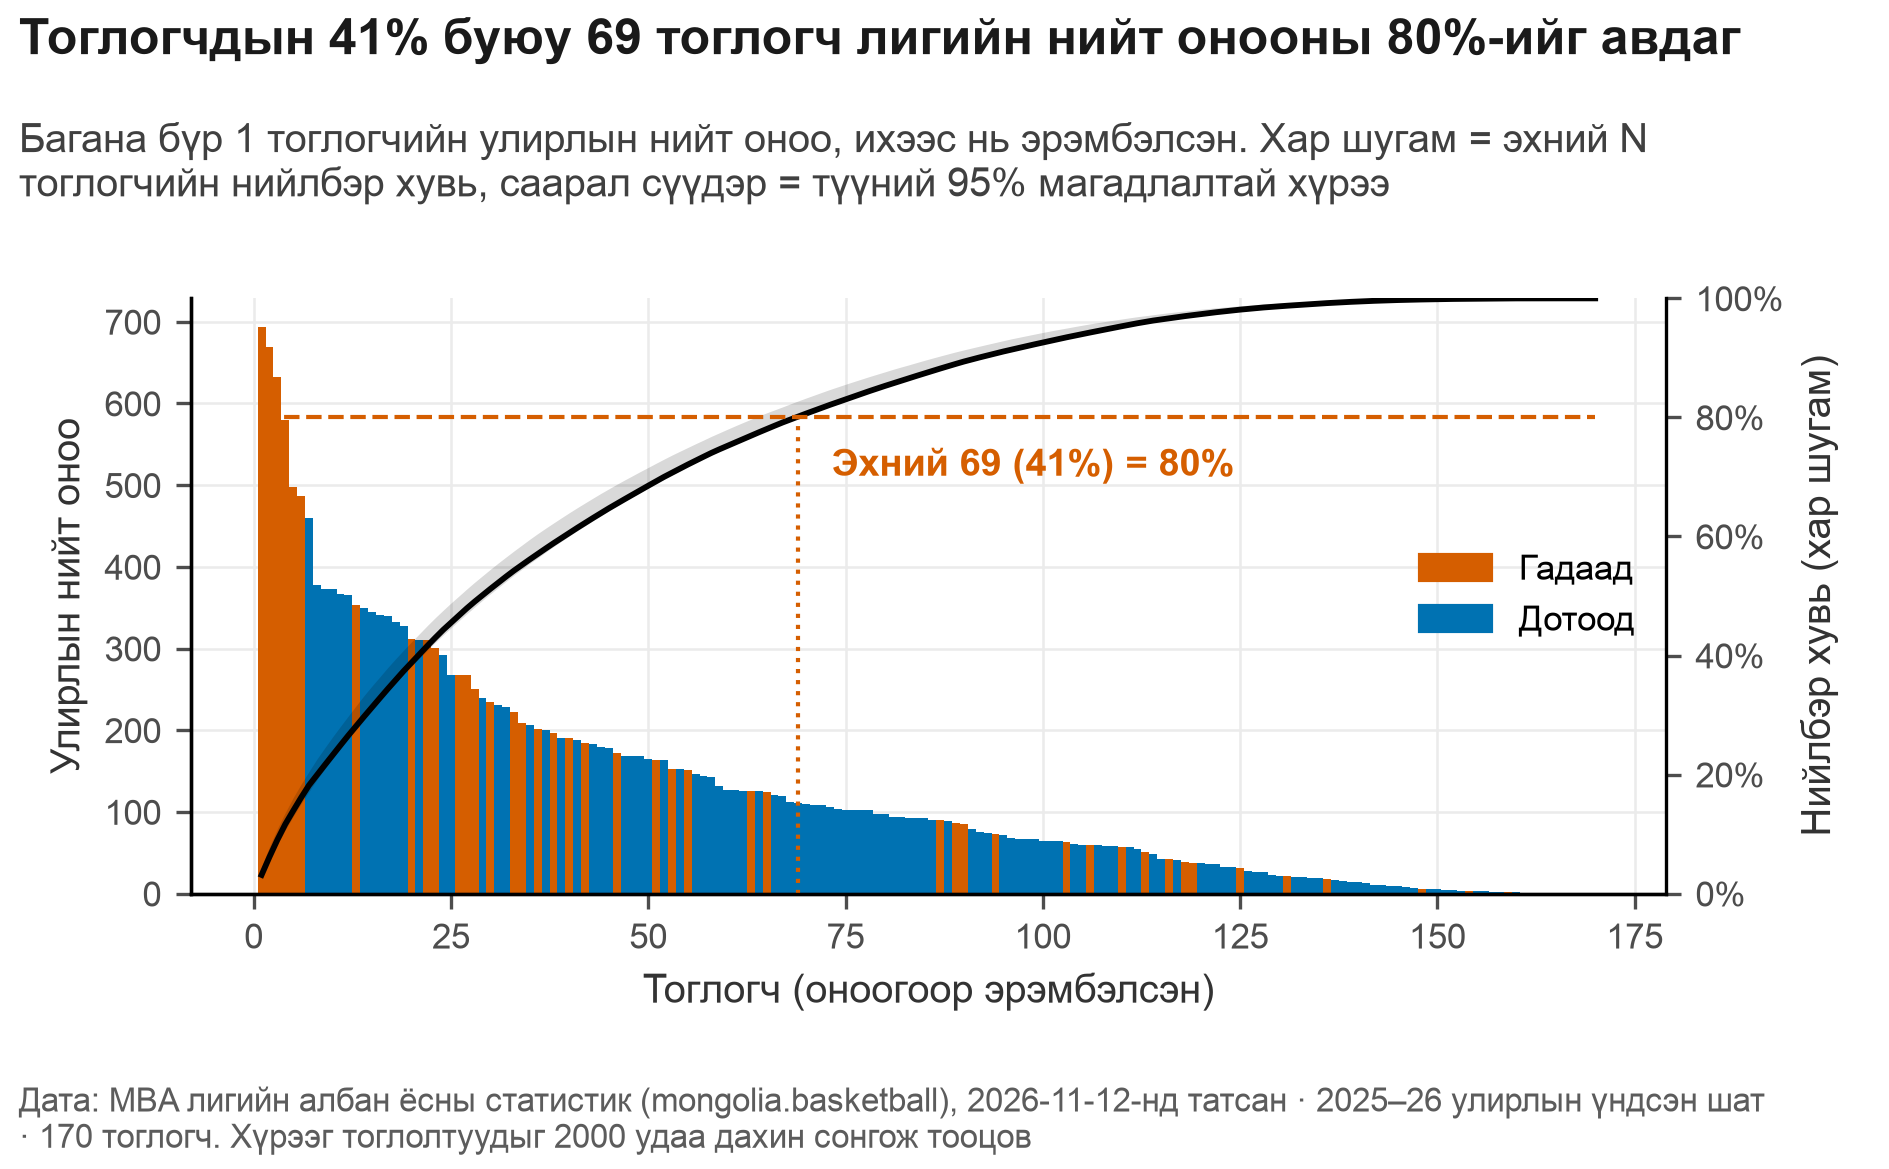 Тоглогчдын 41% буюу 69 тоглогч лигийн нийт онооны 80%-ийг авдаг
Багана бүр 1 тоглогчийн улирлын нийт оноо, ихээс нь эрэмбэлсэн. Хар шугам = эхний N
тоглогчийн нийлбэр хувь, саарал сүүдэр = түүний 95% магадлалтай хүрээ
Улирлын нийт оноо
700
600
500
400
300
200
100
0
Эхний 69 (41%) = 80%
Гадаад
Дотоод
100%
80%
60%
40%
20%
0%
Нийлбэр хувь (хар шугам)
0 25 50 75 100 125 150 175
Тоглогч (оноогоор эрэмбэлсэн)
Дата: MBA лигийн албан ёсны статистик (mongolia.basketball), 2026-11-12-нд татсан · 2025–26 улирлын үндсэн шат
· 170 тоглогч. Хүрээг тоглолтуудыг 2000 удаа дахин сонгож тооцов